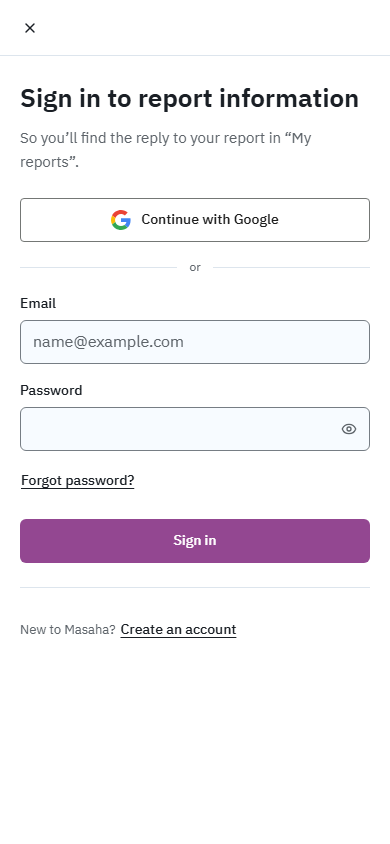 Sign in to report information
So you’ll find the reply to your report in “My
reports”.
Continue with Google
or
Email
name@example.com
Password
Forgot password?
Sign in
New to Masaha? Create an account